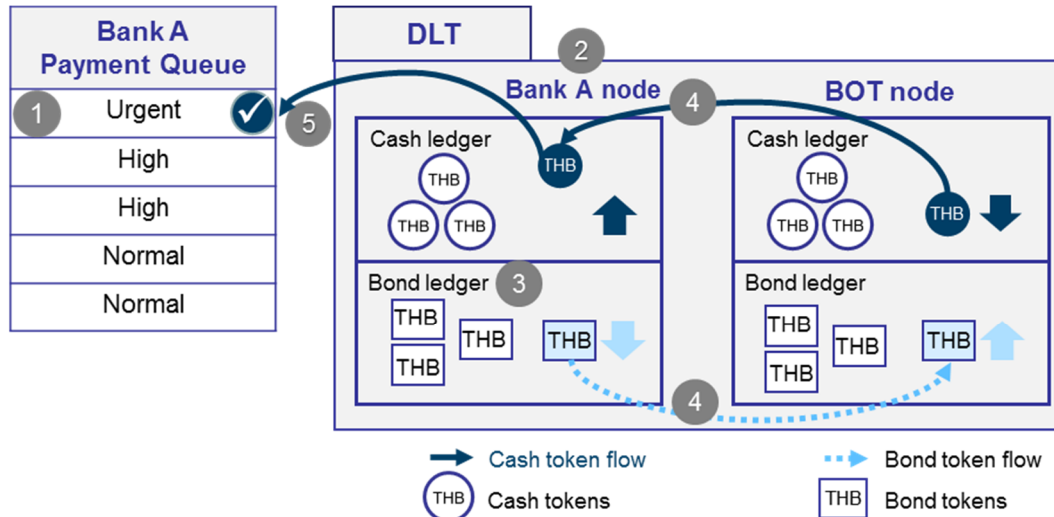 Bank A
Payment Queue
1
Urgent
5
High
High
Normal
Normal
DLT
2
Bank A node
4
BOT node
Cash ledger
THB
THB
THB THB
Cash ledger
THB
THB
THB THB
Bond ledger
3
THB
THB
THB
THB
Bond ledger
THB
THB
THB
THB
4
Cash token flow
Bond token flow
THB
Cash tokens
THB
Bond tokens